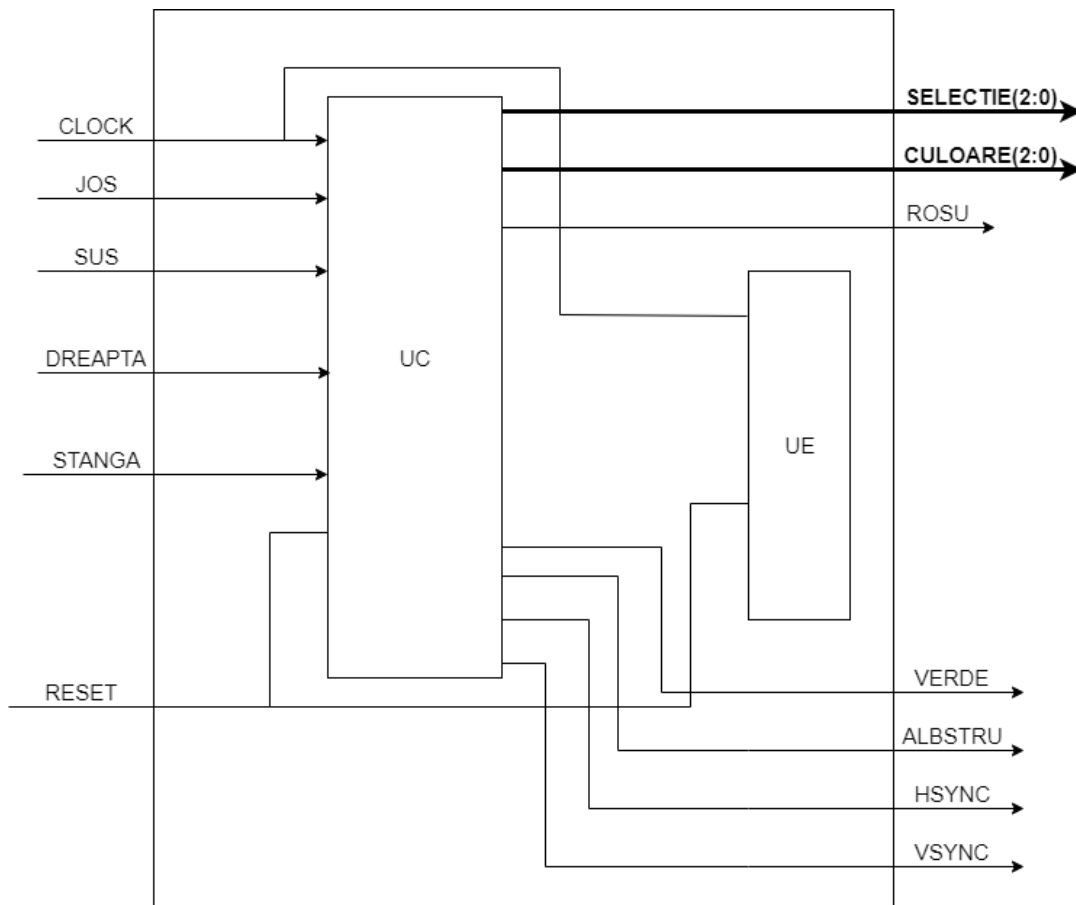 SELECTIE(2:0)
CLOCK
CULOARE(2:0)
JOS
ROSU
SUS
DREAPTA
UC
UE
STANGA
VERDE
RESET
ALBSTRU
HSYNC
VSYNC